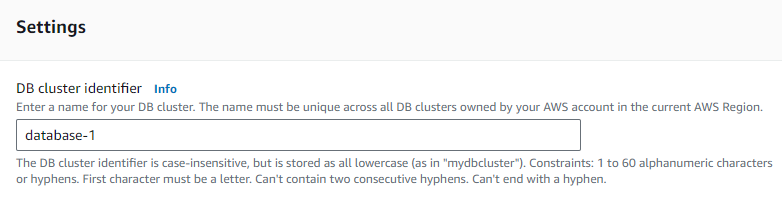 Settings
DB cluster identifier Info
Enter a name for your DB cluster. The name must be unique across all DB clusters owned by your AWS account in the current AWS Region.
database-1
The DB cluster identifier is case-insensitive, but is stored as all lowercase (as in "mydbcluster"). Constraints: 1 to 60 alphanumeric characters
or hyphens. First character must be a letter. Can't contain two consecutive hyphens. Can't end with a hyphen.